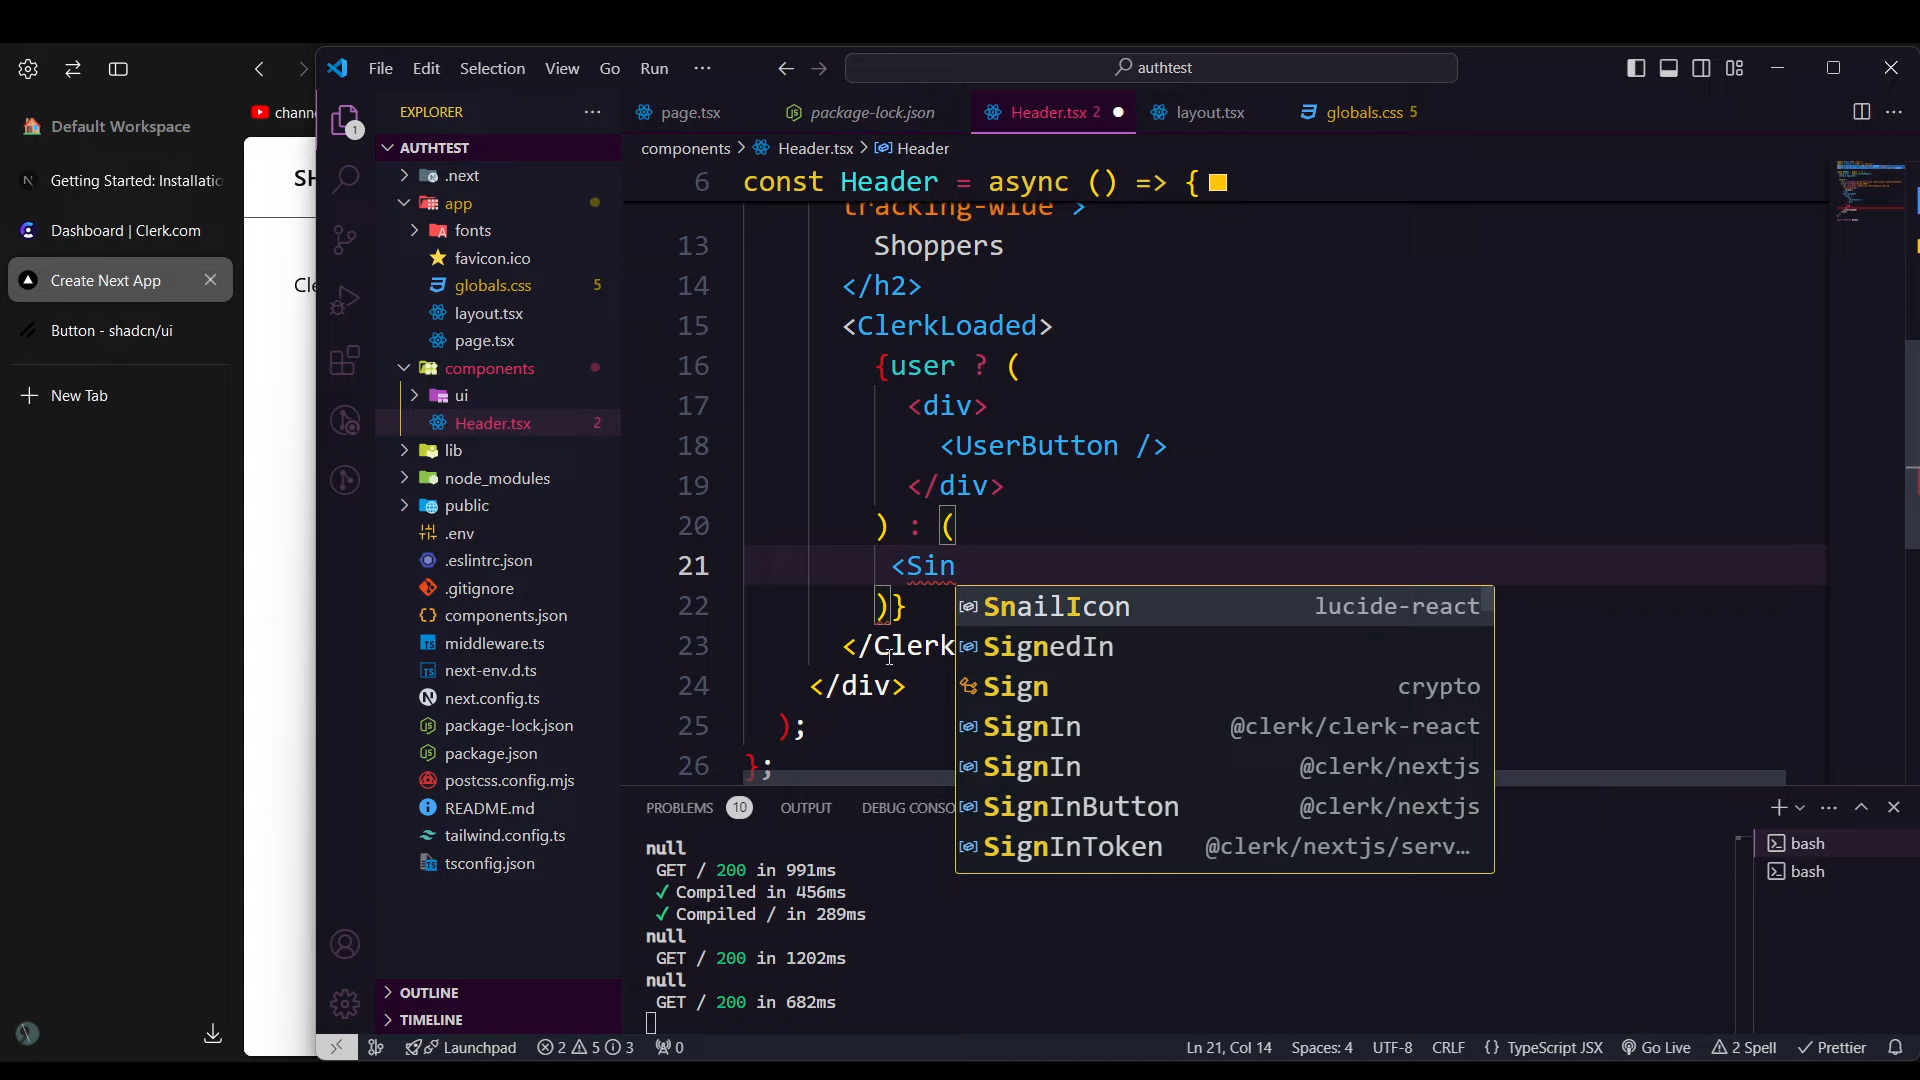 File Edit Selection View Go Run ...
authtest
Default Workspace
Getting Started: Installatio
Dashboard | Clerk.com
Create Next App
Button - shadcn/ui
New Tab
chann
SH
Cle
EXPLORER
AUTHTEST
.next
app
fonts
favicon.ico
globals.css 5
layout.tsx
page.tsx
components
ui
Header.tsx 2
lib
node_modules
public
.env
.eslintrc.json
.gitignore
components.json
middleware.ts
next-env.d.ts
next.config.ts
package-lock.json
package.json
postcss.config.mjs
README.md
tailwind.config.ts
tsconfig.json
OUTLINE
TIMELINE
page.tsx package-lock.json Header.tsx 2 layout.tsx globals.css 5
components > Header.tsx > Header
6 const Header = async () => {
tracking-wide">
13 Shoppers
14 </h2>
15 <ClerkLoaded>
16 {user ? (
17 <div>
18 <UserButton />
19 </div>
20 ) : (
21 <Sin
22 )}
23 </Clerk
24 </div>
25 );
26 };
SnailIcon lucide-react
SignedIn
Sign crypto
SignIn @clerk/clerk-react
SignIn @clerk/nextjs
SignInButton @clerk/nextjs
SignInToken @clerk/nextjs/serv...
PROBLEMS 10 OUTPUT DEBUG CONSO
null
GET / 200 in 991ms
✓ Compiled in 456ms
✓ Compiled / in 289ms
null
GET / 200 in 1202ms
null
GET / 200 in 682ms
bash
bash
1
Launchpad 2 5 3 0 Ln 21, Col 14 Spaces: 4 UTF-8 CRLF {} TypeScript JSX Go Live 2 Spell Prettier